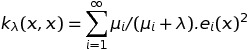 k_λ(x, x) = ∑_{i=1}^{∞} μ_i/(μ_i + λ).e_i(x)^2